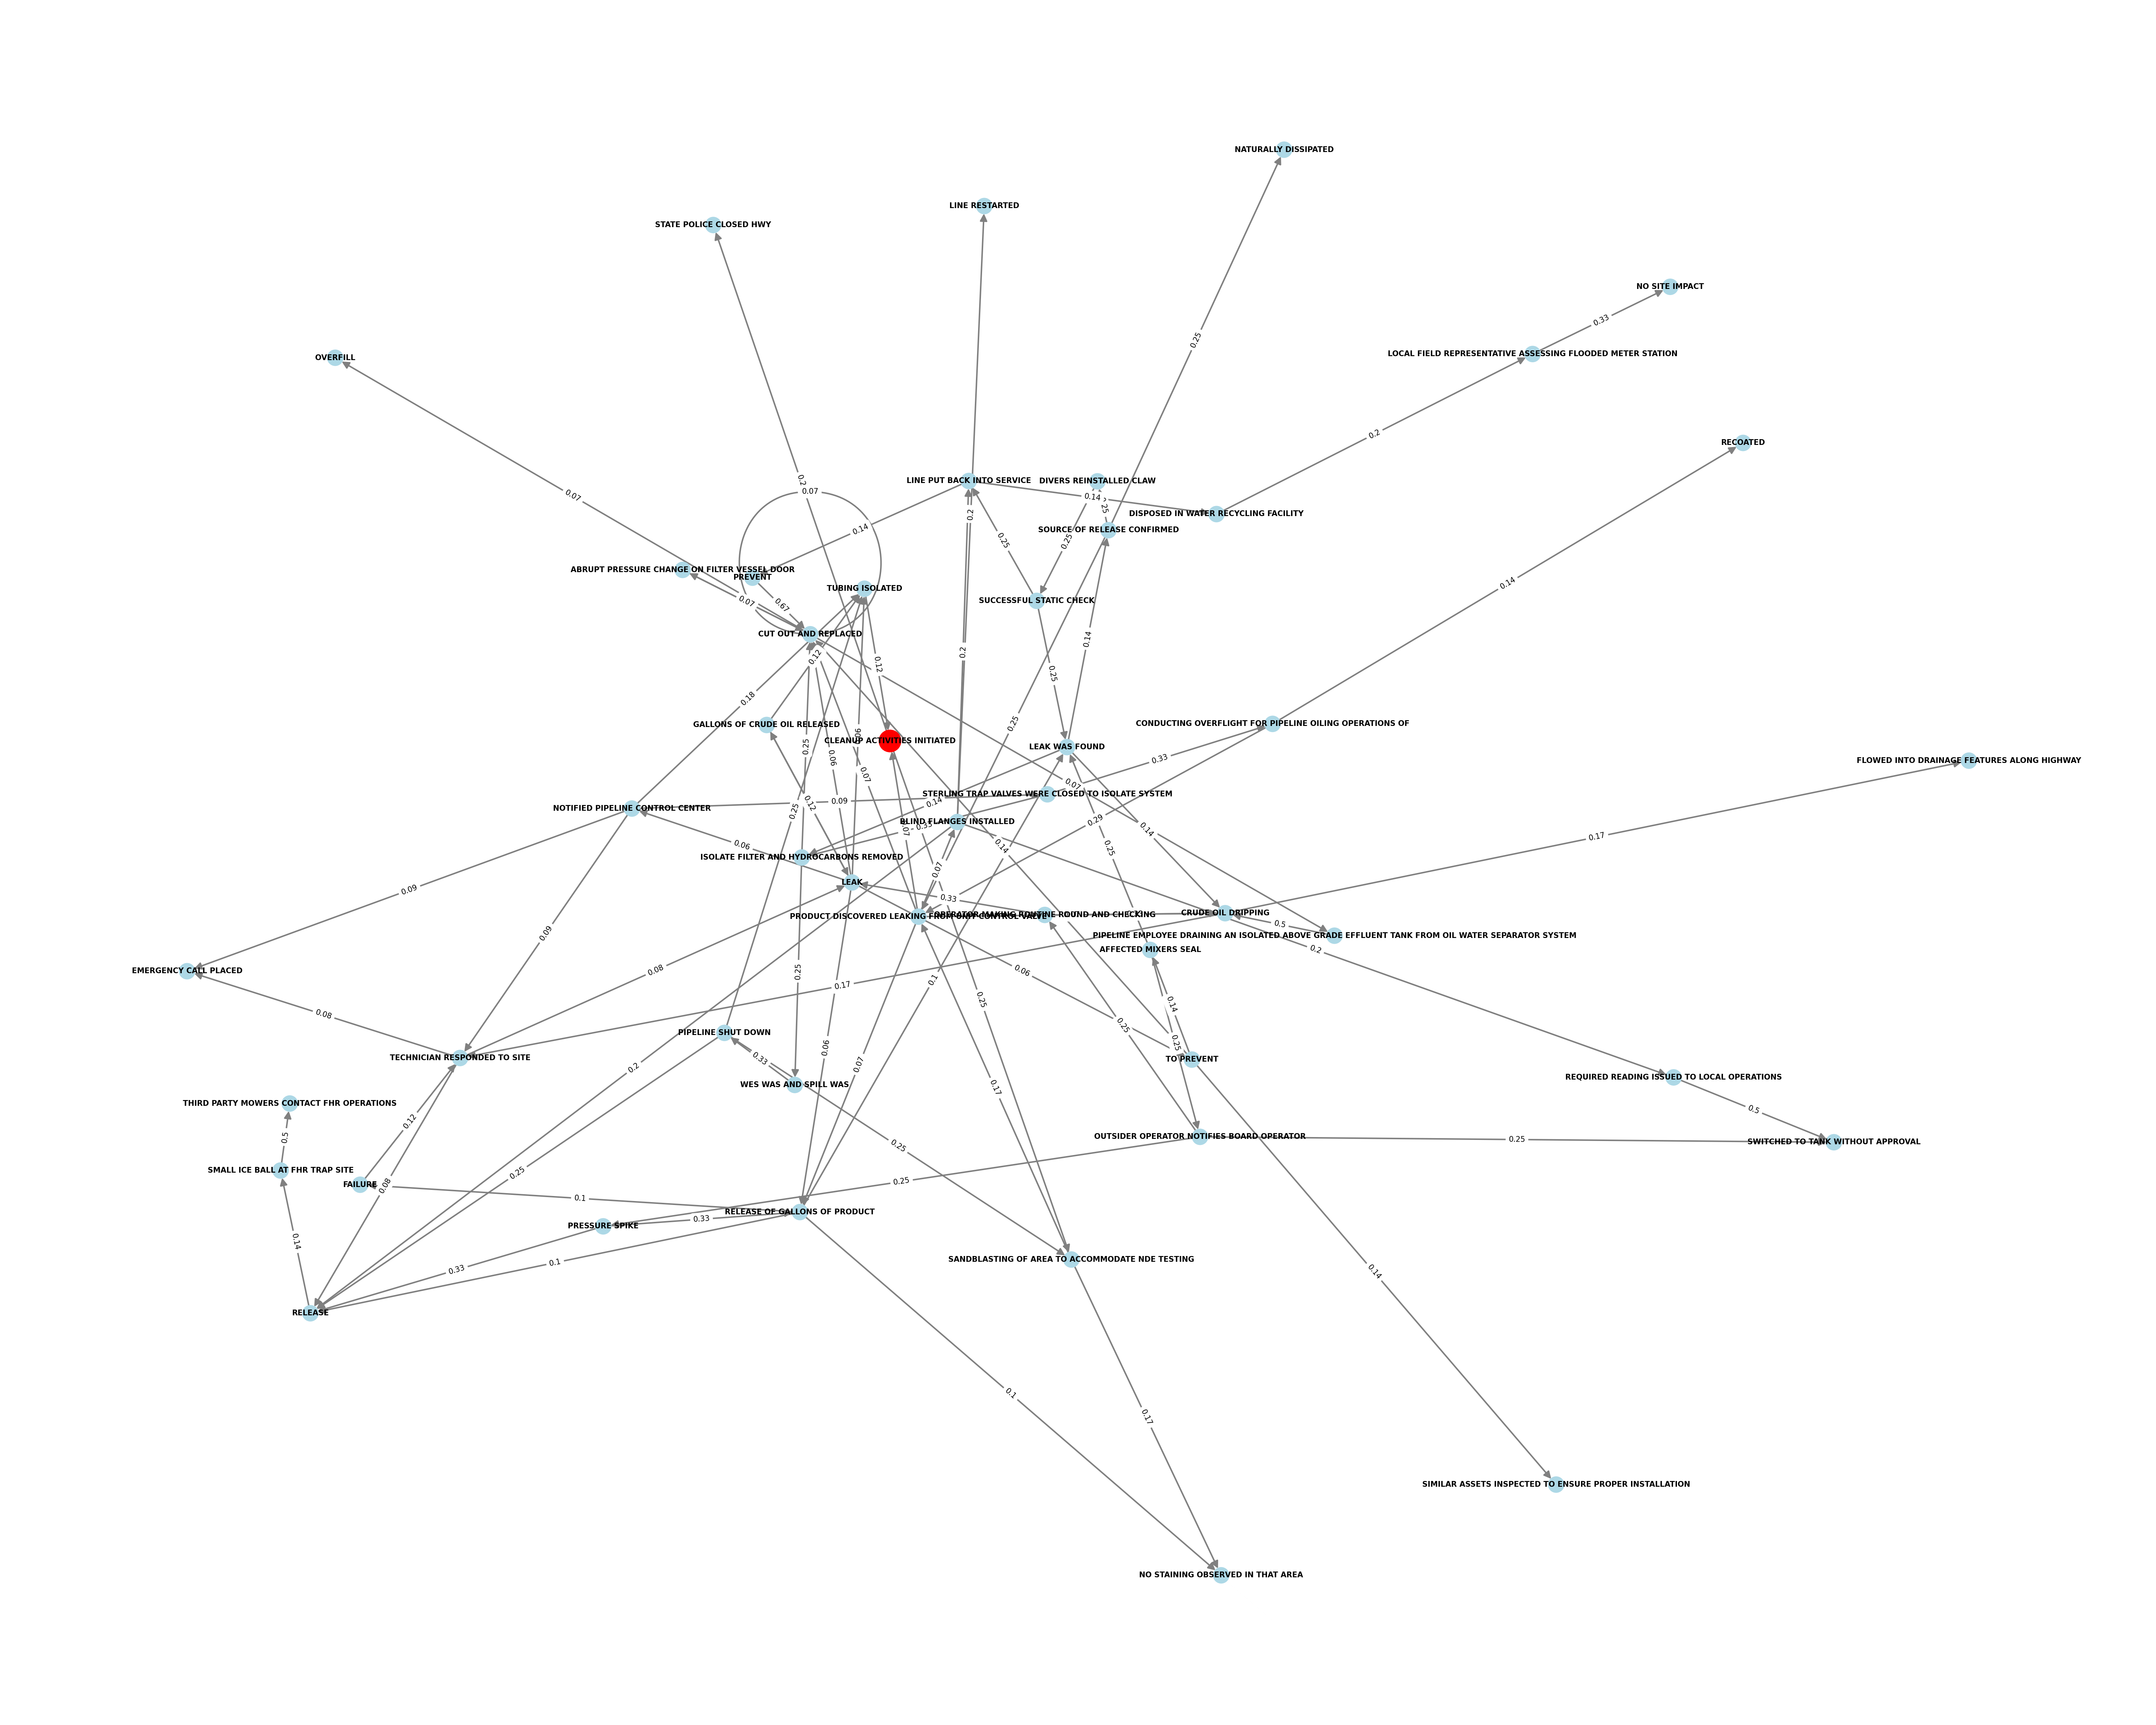 NATURALLY DISSIPATED
LINE RESTARTED
STATE POLICE CLOSED HWY
NO SITE IMPACT
0.33
0.25
LOCAL FIELD REPRESENTATIVE ASSESSING FLOODED METER STATION
OVERFILL
0.2
RECOATED
0.2
LINE PUT BACK INTO SERVICE
DIVERS REINSTALLED CLAW
0.07
0.07
0.14
DISPOSED IN WATER RECYCLING FACILITY
0.2
0.14
SOURCE OF RELEASE CONFIRMED
0.25
0.25
ABRUPT PRESSURE CHANGE ON FILTER VESSEL DOOR
PREVENT
0.14
TUBING ISOLATED
0.07
0.67
SUCCESSFUL STATIC CHECK
CUT OUT AND REPLACED
0.14
0.2
0.12
0.12
0.25
0.18
GALLONS OF CRUDE OIL RELEASED
0.25
CONDUCTING OVERFLIGHT FOR PIPELINE OILING OPERATIONS OF
CLEANUP ACTIVITIES INITIATED
0.06
0.25
LEAK WAS FOUND
0.06
0.33
FLOWED INTO DRAINAGE FEATURES ALONG HIGHWAY
0.07
0.07
STERLING TRAP VALVES WERE CLOSED TO ISOLATE SYSTEM
0.09
0.12
0.14
NOTIFIED PIPELINE CONTROL CENTER
0.25
BLIND FLANGES INSTALLED
0.29
0.33
0.07
0.14
0.17
0.06
0.14
0.25
ISOLATE FILTER AND HYDROCARBONS REMOVED
0.07
LEAK
0.09
0.33
PRODUCT DISCOVERED LEAKING FROM UNIT CONTROL VALVE
OPERATOR MAKING ROUTINE ROUND AND CHECKING
CRUDE OIL DRIPPING
0.5
0.09
PIPELINE EMPLOYEE DRAINING AN ISOLATED ABOVE GRADE EFFLUENT TANK FROM OIL WATER SEPARATOR SYSTEM
AFFECTED MIXERS SEAL
0.2
EMERGENCY CALL PLACED
0.08
0.25
0.06
0.1
0.17
0.25
0.14
0.08
0.25
PIPELINE SHUT DOWN
0.25
0.06
TECHNICIAN RESPONDED TO SITE
0.33
TO PREVENT
0.2
0.07
REQUIRED READING ISSUED TO LOCAL OPERATIONS
WES WAS AND SPILL WAS
0.17
THIRD PARTY MOWERS CONTACT FHR OPERATIONS
0.5
0.12
0.5
OUTSIDER OPERATOR NOTIFIES BOARD OPERATOR
0.25
SWITCHED TO TANK WITHOUT APPROVAL
0.25
SMALL ICE BALL AT FHR TRAP SITE
0.25
0.25
FAILURE
0.08
0.1
RELEASE OF GALLONS OF PRODUCT
0.33
PRESSURE SPIKE
0.14
SANDBLASTING OF AREA TO ACCOMMODATE NDE TESTING
0.1
0.33
0.14
RELEASE
0.1
0.17
SIMILAR ASSETS INSPECTED TO ENSURE PROPER INSTALLATION
NO STAINING OBSERVED IN THAT AREA